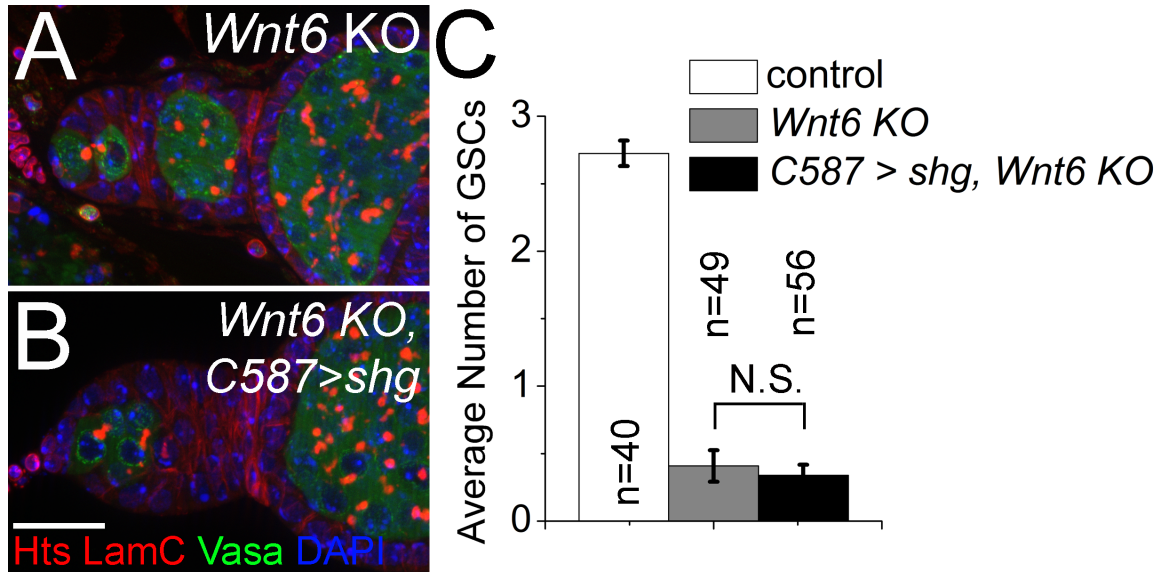 A
Wnt6 KO
B
Wnt6 KO,
C587>shg
Hts LamC Vasa DAPI
C
control
Wnt6 KO
C587 > shg, Wnt6 KO
Average Number of GSCs
3
2
1
0
n=40
n=49
n=56
N.S.